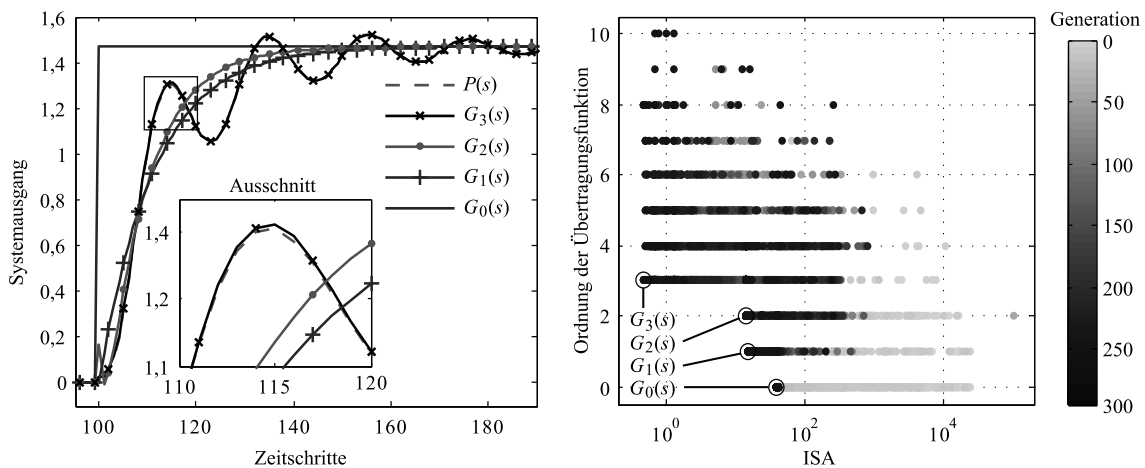 1,6
1,4
1,2
1
0,8
0,6
0,4
0,2
0
Systemausgang
100
120
140
160
180
Zeitschritte
P(s)
G3(s)
G2(s)
G1(s)
G0(s)
Ausschnitt
1,4
1,2
1,1
110
115
120
Ordnung der Übertragungsfunktion
10
8
6
4
2
0
G3(s)
G2(s)
G1(s)
G0(s)
10^0
10^2
10^4
ISA
Generation
0
50
100
150
200
250
300